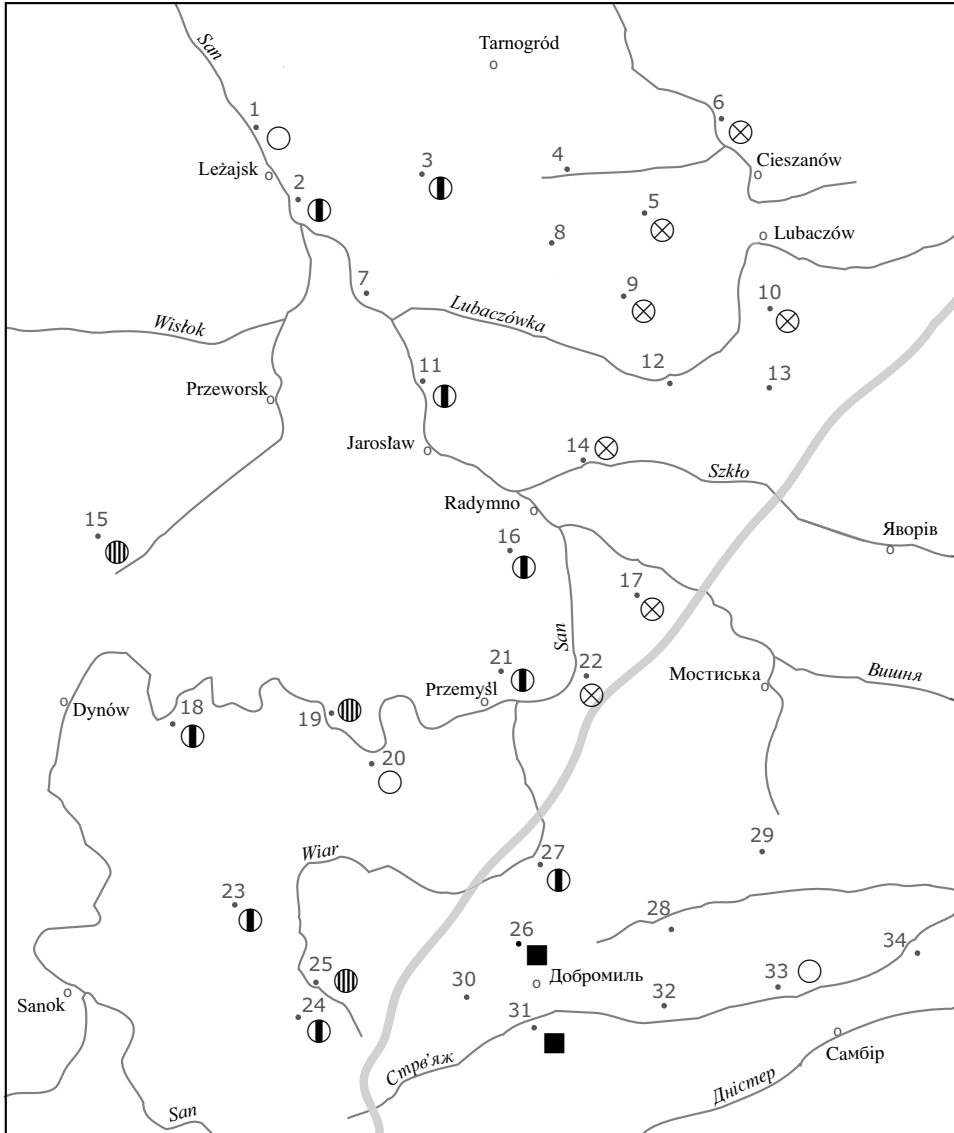 San
Tarnogród
1
6
3
4
Leżajsk
Cieszanów
2
5
8
Lubaczów
7
9
10
Lubaczówka
Wisłok
11
12
13
Przeworsk
Jarosław
14
Szkło
Radymno
15
16
Яворів
17
San
21
22
Przemyśl
Мостиська
Вишня
Dynów
18
19
20
29
Wiar
27
23
28
26
34
25
30
Добромиль
33
Sanok
24
31
32
Стрв’яж
Самбір
Дністер
San